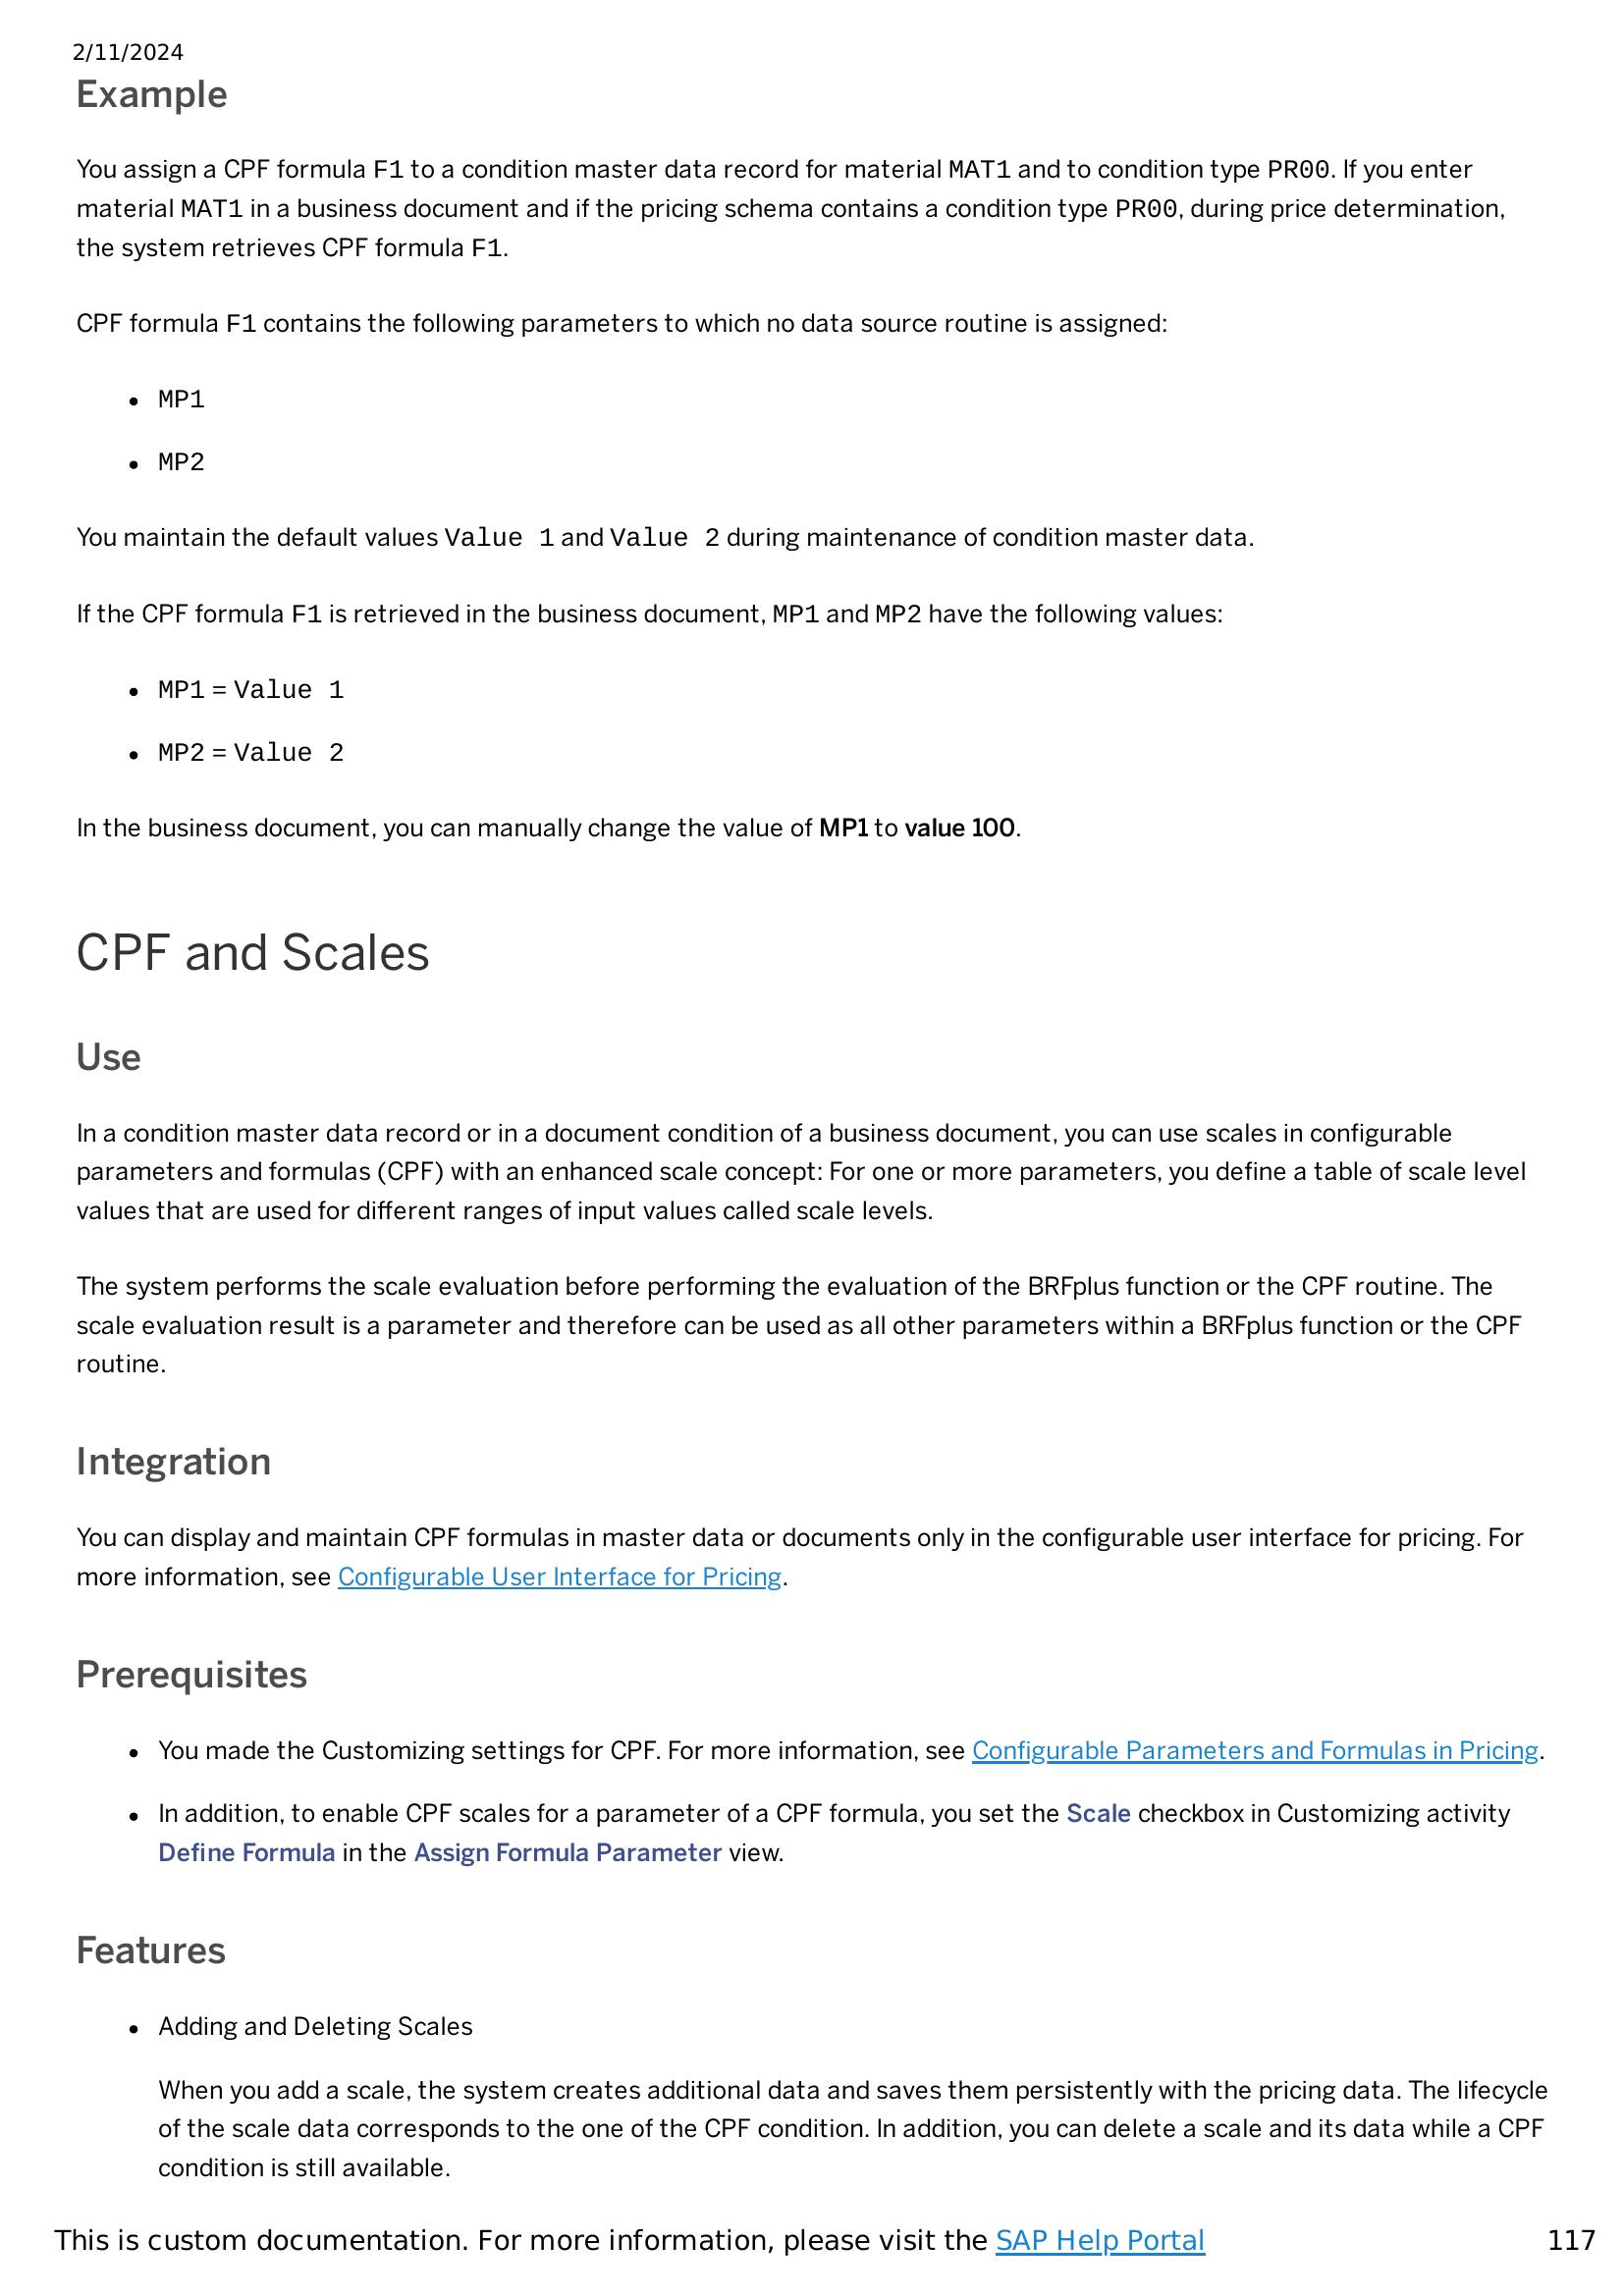 2/11/2024
Example
You assign a CPF formula F1 to a condition master data record for material MAT1 and to condition type PR00. If you enter
material MAT1 in a business document and if the pricing schema contains a condition type PR00, during price determination,
the system retrieves CPF formula F1.
CPF formula F1 contains the following parameters to which no data source routine is assigned:
• MP1
• MP2
You maintain the default values Value 1 and Value 2 during maintenance of condition master data.
If the CPF formula F1 is retrieved in the business document, MP1 and MP2 have the following values:
• MP1 = Value 1
• MP2 = Value 2
In the business document, you can manually change the value of MP1 to value 100.
CPF and Scales
Use
In a condition master data record or in a document condition of a business document, you can use scales in configurable
parameters and formulas (CPF) with an enhanced scale concept: For one or more parameters, you define a table of scale level
values that are used for different ranges of input values called scale levels.
The system performs the scale evaluation before performing the evaluation of the BRFplus function or the CPF routine. The
scale evaluation result is a parameter and therefore can be used as all other parameters within a BRFplus function or the CPF
routine.
Integration
You can display and maintain CPF formulas in master data or documents only in the configurable user interface for pricing. For
more information, see Configurable User Interface for Pricing.
Prerequisites
• You made the Customizing settings for CPF. For more information, see Configurable Parameters and Formulas in Pricing.
• In addition, to enable CPF scales for a parameter of a CPF formula, you set the Scale checkbox in Customizing activity
Define Formula in the Assign Formula Parameter view.
Features
• Adding and Deleting Scales
When you add a scale, the system creates additional data and saves them persistently with the pricing data. The lifecycle
of the scale data corresponds to the one of the CPF condition. In addition, you can delete a scale and its data while a CPF
condition is still available.
This is custom documentation. For more information, please visit the SAP Help Portal 117